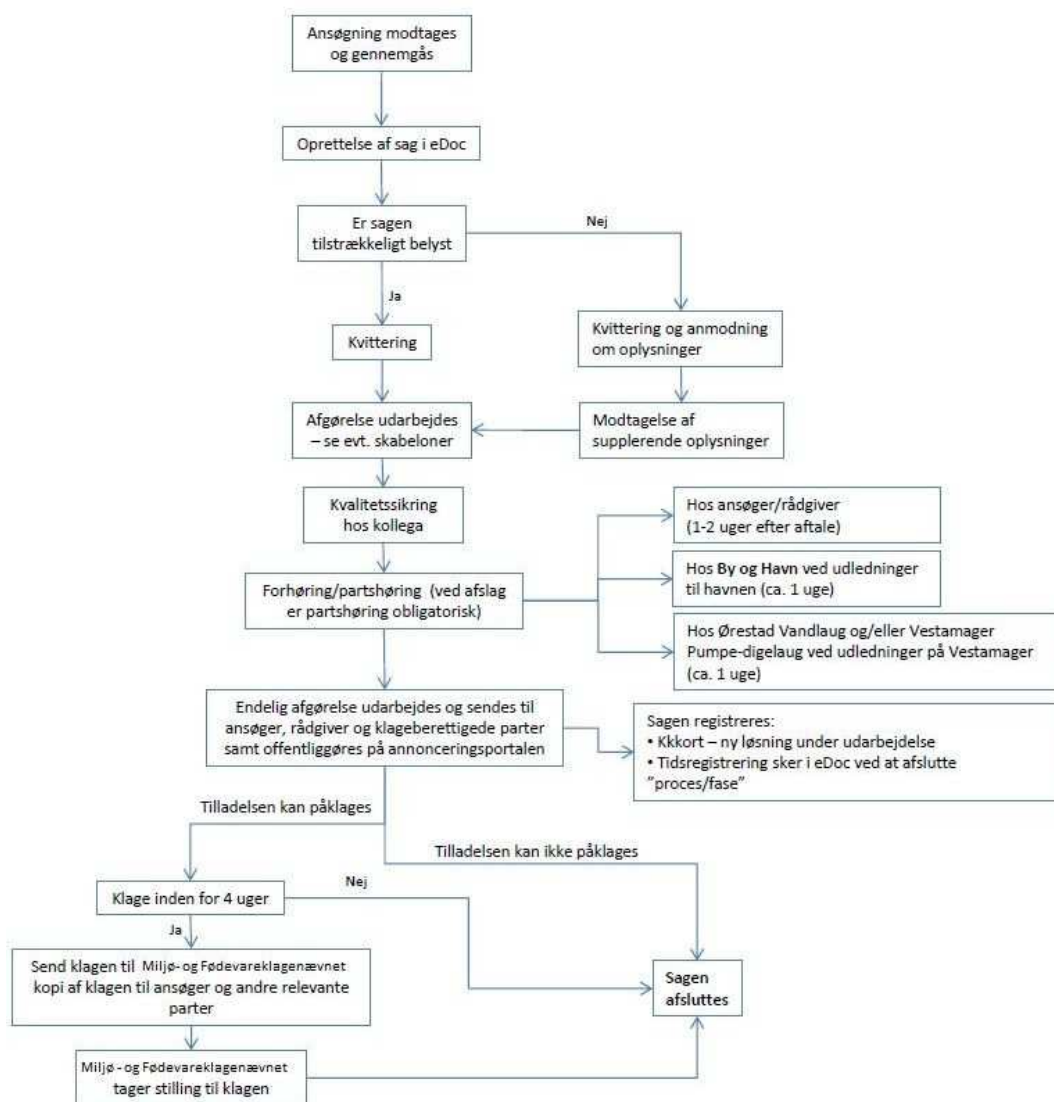 Ansøgning modtages
og gennemgås
Oprettelse af sag i eDoc
Er sagen
tilstrækkeligt belyst
Nej
Ja
Kvittering
Kvittering og anmodning
om oplysninger
Afgørelse udarbejdes
– se evt. skabeloner
Modtagelse af
supplerende oplysninger
Kvalitetssikring
hos kollega
Hos ansøger/rådgiver
(1-2 uger efter aftale)
Forhøring/partshøring (ved afslag
er partshøring obligatorisk)
Hos By og Havn ved udledninger
til havnen (ca. 1 uge)
Hos Ørestad Vandlaug og/eller Vestamager
Pumpe-digelaug ved udledninger på Vestamager
(ca. 1 uge)
Endelig afgørelse udarbejdes og sendes til
ansøger, rådgiver og klageberettigede parter
samt offentliggøres på annonceringsportalen
Sagen registreres:
• Kkkort – ny løsning under udarbejdelse
• Tidsregistrering sker i eDoc ved at afslutte
”proces/fase”
Tilladelsen kan påklages
Tilladelsen kan ikke påklages
Klage inden for 4 uger
Nej
Ja
Send klagen til Miljø- og Fødevareklagenævnet
kopi af klagen til ansøger og andre relevante
parter
Sagen
afsluttes
Miljø - og Fødevareklagenævnet
tager stilling til klagen